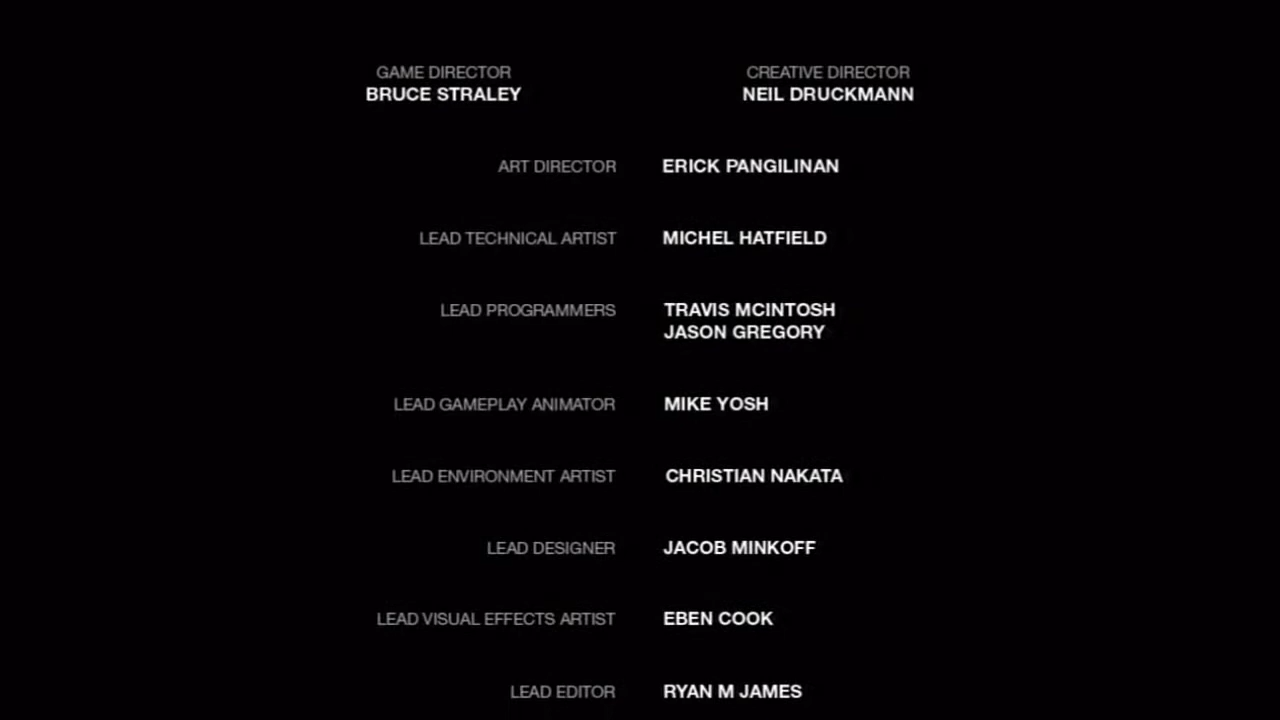 GAME DIRECTOR
BRUCE STRALEY
CREATIVE DIRECTOR
NEIL DRUCKMANN
ART DIRECTOR ERICK PANGILINAN
LEAD TECHNICAL ARTIST MICHEL HATFIELD
LEAD PROGRAMMERS TRAVIS MCINTOSH
JASON GREGORY
LEAD GAMEPLAY ANIMATOR MIKE YOSH
LEAD ENVIRONMENT ARTIST CHRISTIAN NAKATA
LEAD DESIGNER JACOB MINKOFF
LEAD VISUAL EFFECTS ARTIST EBEN COOK
LEAD EDITOR RYAN M JAMES